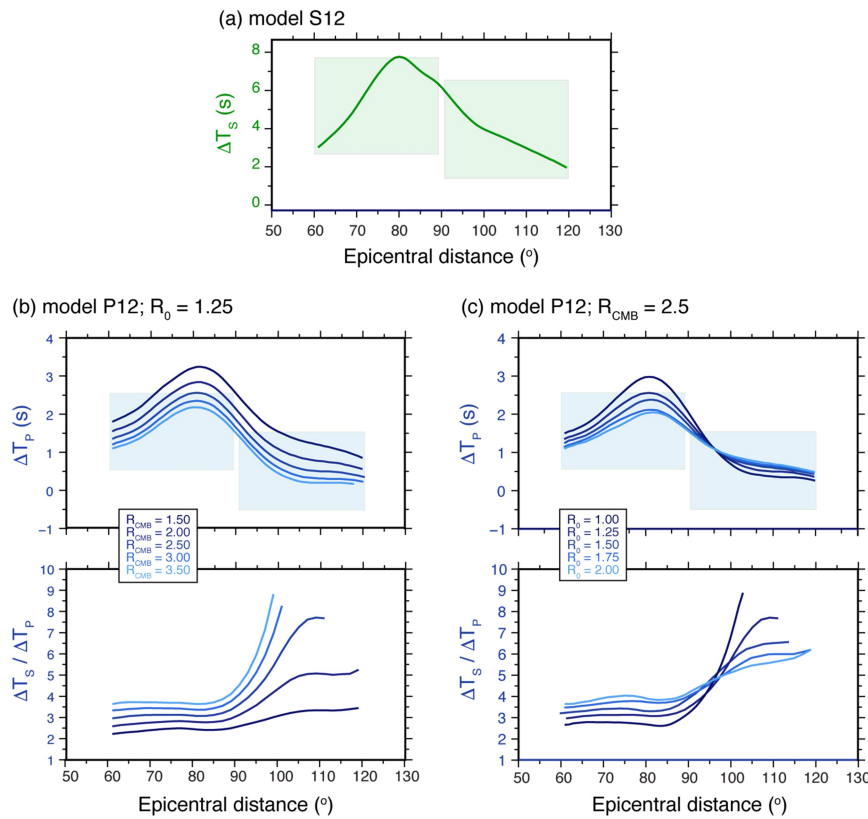 (a) model S12
8
6
4
2
0
ΔT_S (s)
50 60 70 80 90 100 110 120 130
Epicentral distance (°)
(b) model P12; R_0 = 1.25
4
3
2
1
0
-1
ΔT_P (s)
R_CMB = 1.50
R_CMB = 2.00
R_CMB = 2.50
R_CMB = 3.00
R_CMB = 3.50
10
9
8
7
6
5
4
3
2
1
ΔT_S / ΔT_P
50 60 70 80 90 100 110 120 130
Epicentral distance (°)
(c) model P12; R_CMB = 2.5
4
3
2
1
0
-1
ΔT_P (s)
R_0 = 1.00
R_0 = 1.25
R_0 = 1.50
R_0 = 1.75
R_0 = 2.00
10
9
8
7
6
5
4
3
2
1
ΔT_S / ΔT_P
50 60 70 80 90 100 110 120 130
Epicentral distance (°)